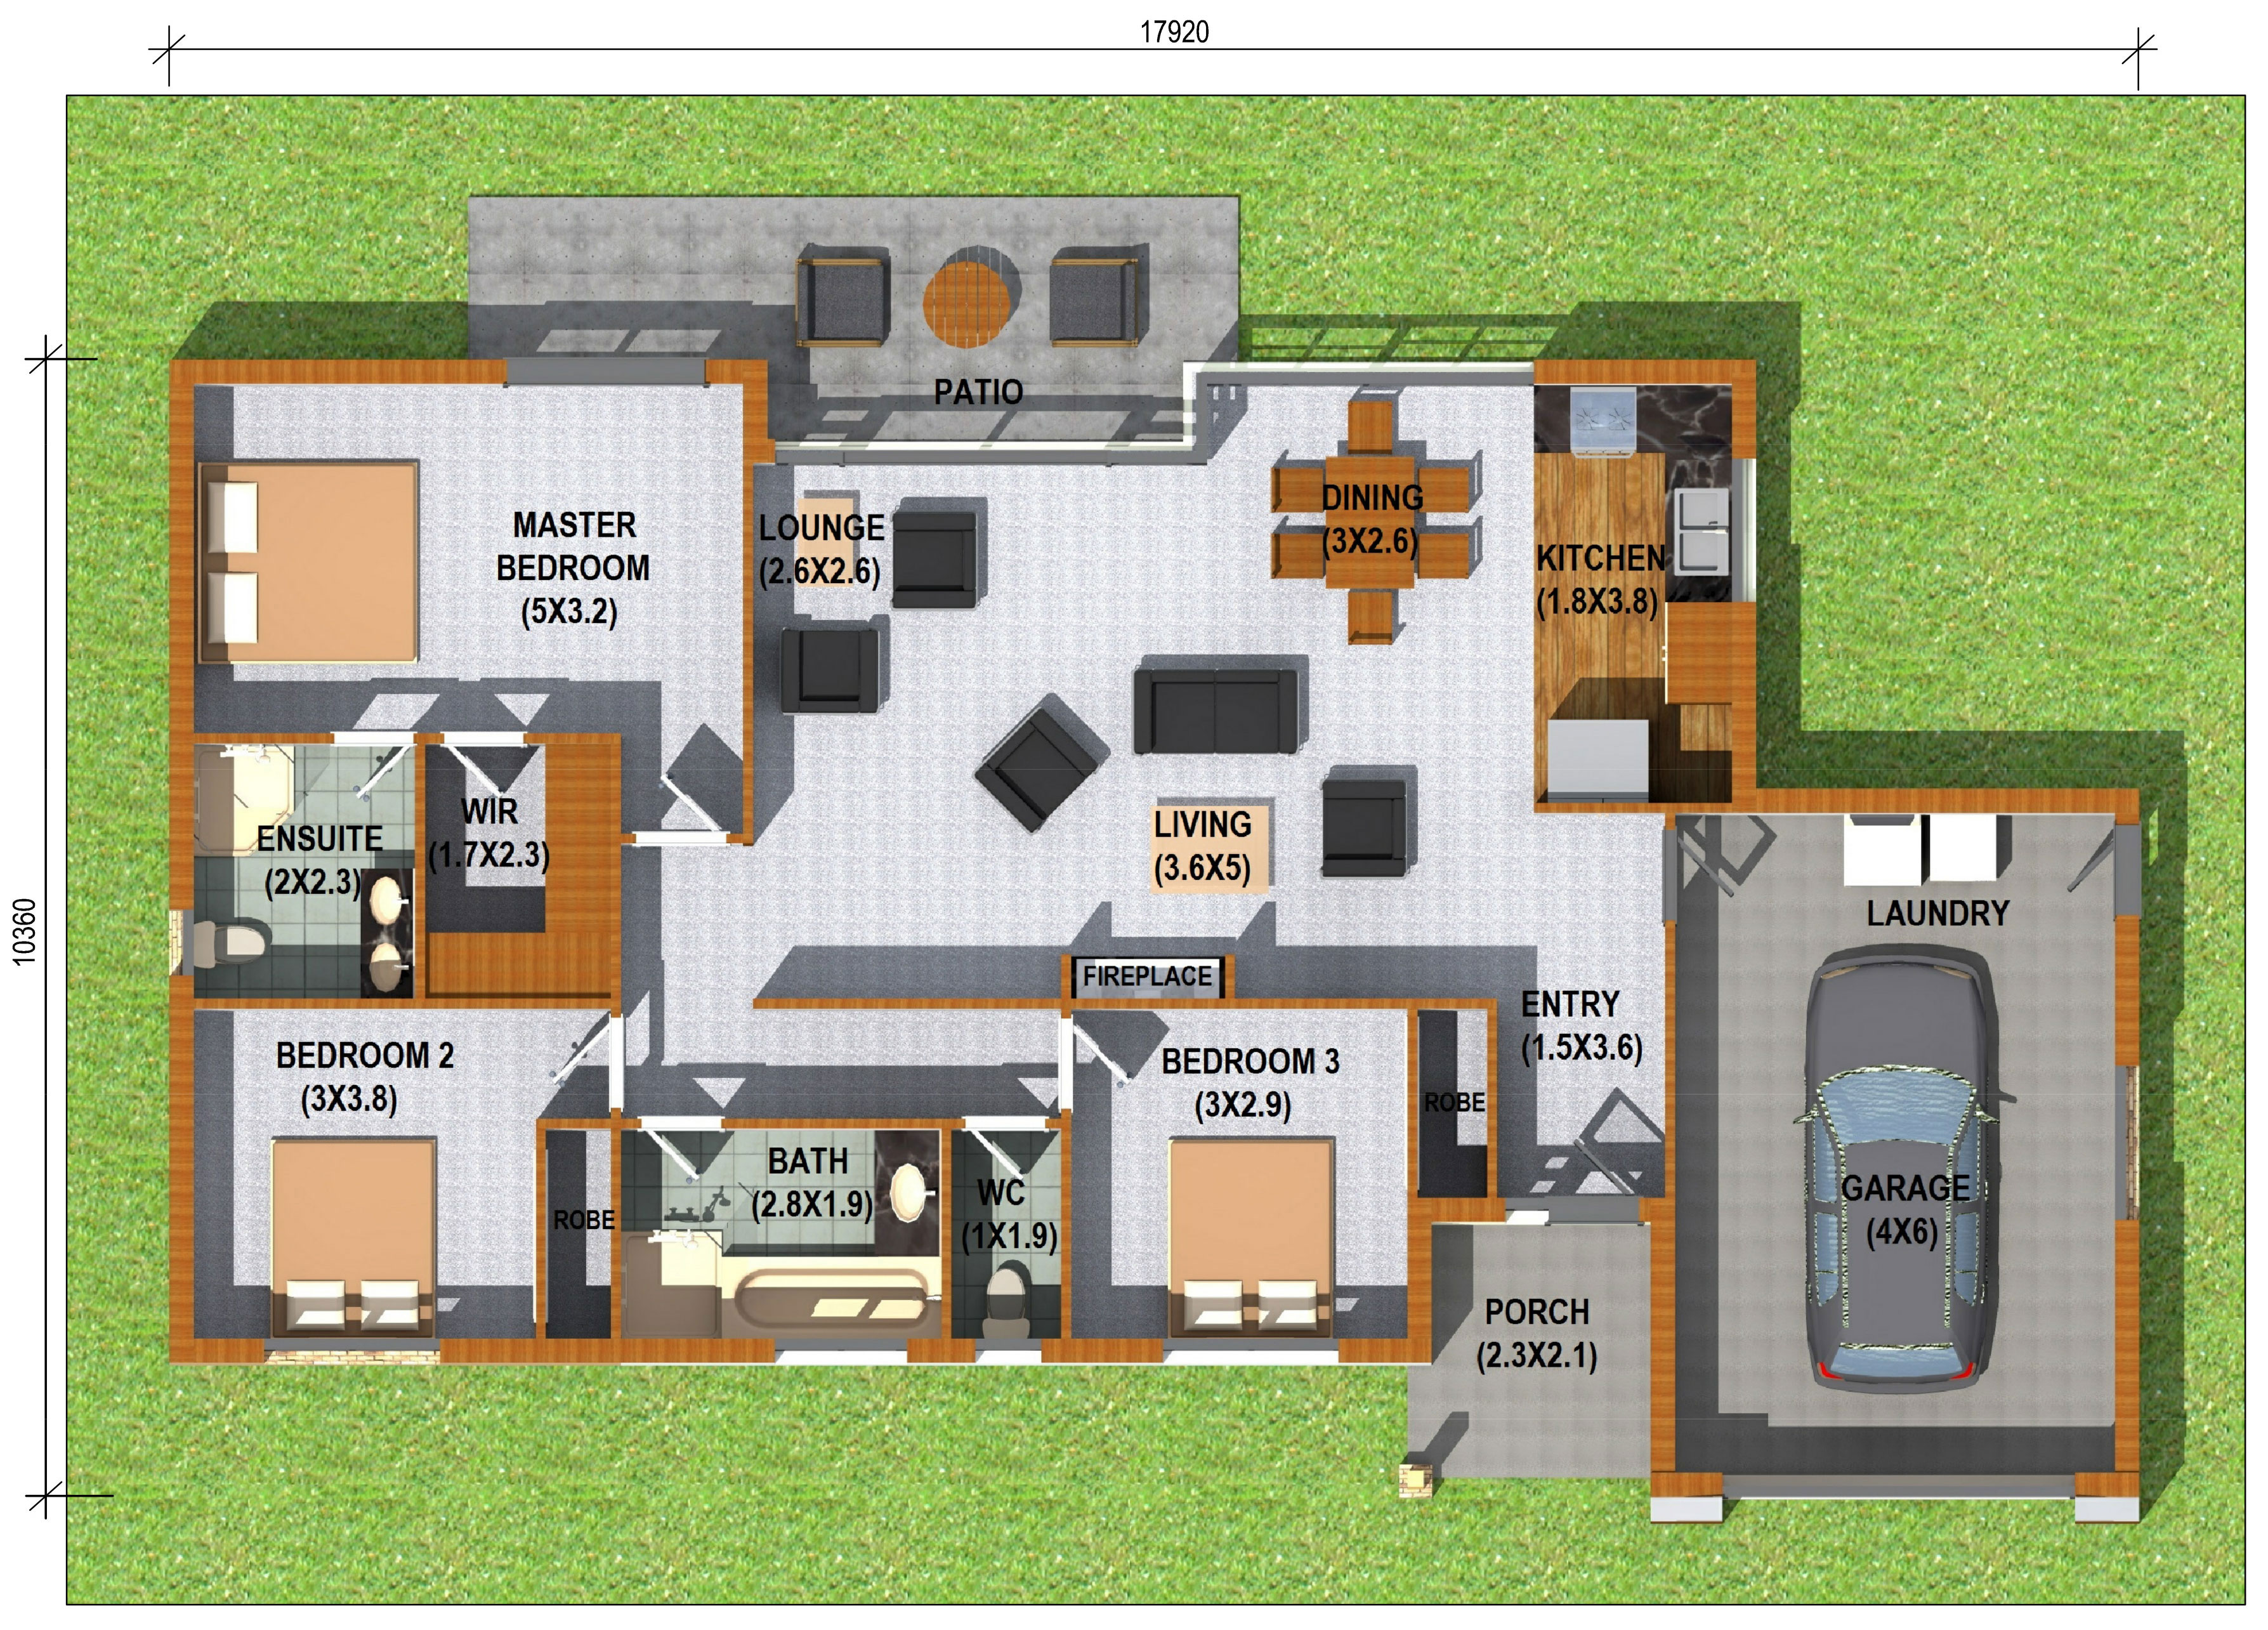 17920
10360
PATIO
MASTER
BEDROOM
(5X3.2)
LOUNGE
(2.6X2.6)
DINING
(3X2.6)
KITCHEN
(1.8X3.8)
ENSUITE
(2X2.3)
WIR
(1.7X2.3)
LIVING
(3.6X5)
LAUNDRY
FIREPLACE
ENTRY
(1.5X3.6)
BEDROOM 2
(3X3.8)
BEDROOM 3
(3X2.9)
ROBE
ROBE
BATH
(2.8X1.9)
WC
(1X1.9)
GARAGE
(4X6)
PORCH
(2.3X2.1)